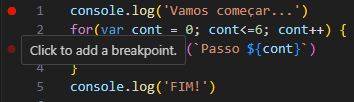 1 console.log('Vamos começar...')
2 for(var cont = 0; cont<=6; cont++) {
Click to add a breakpoint. (`Passo ${cont}`)
4 }
5 console.log('FIM!')